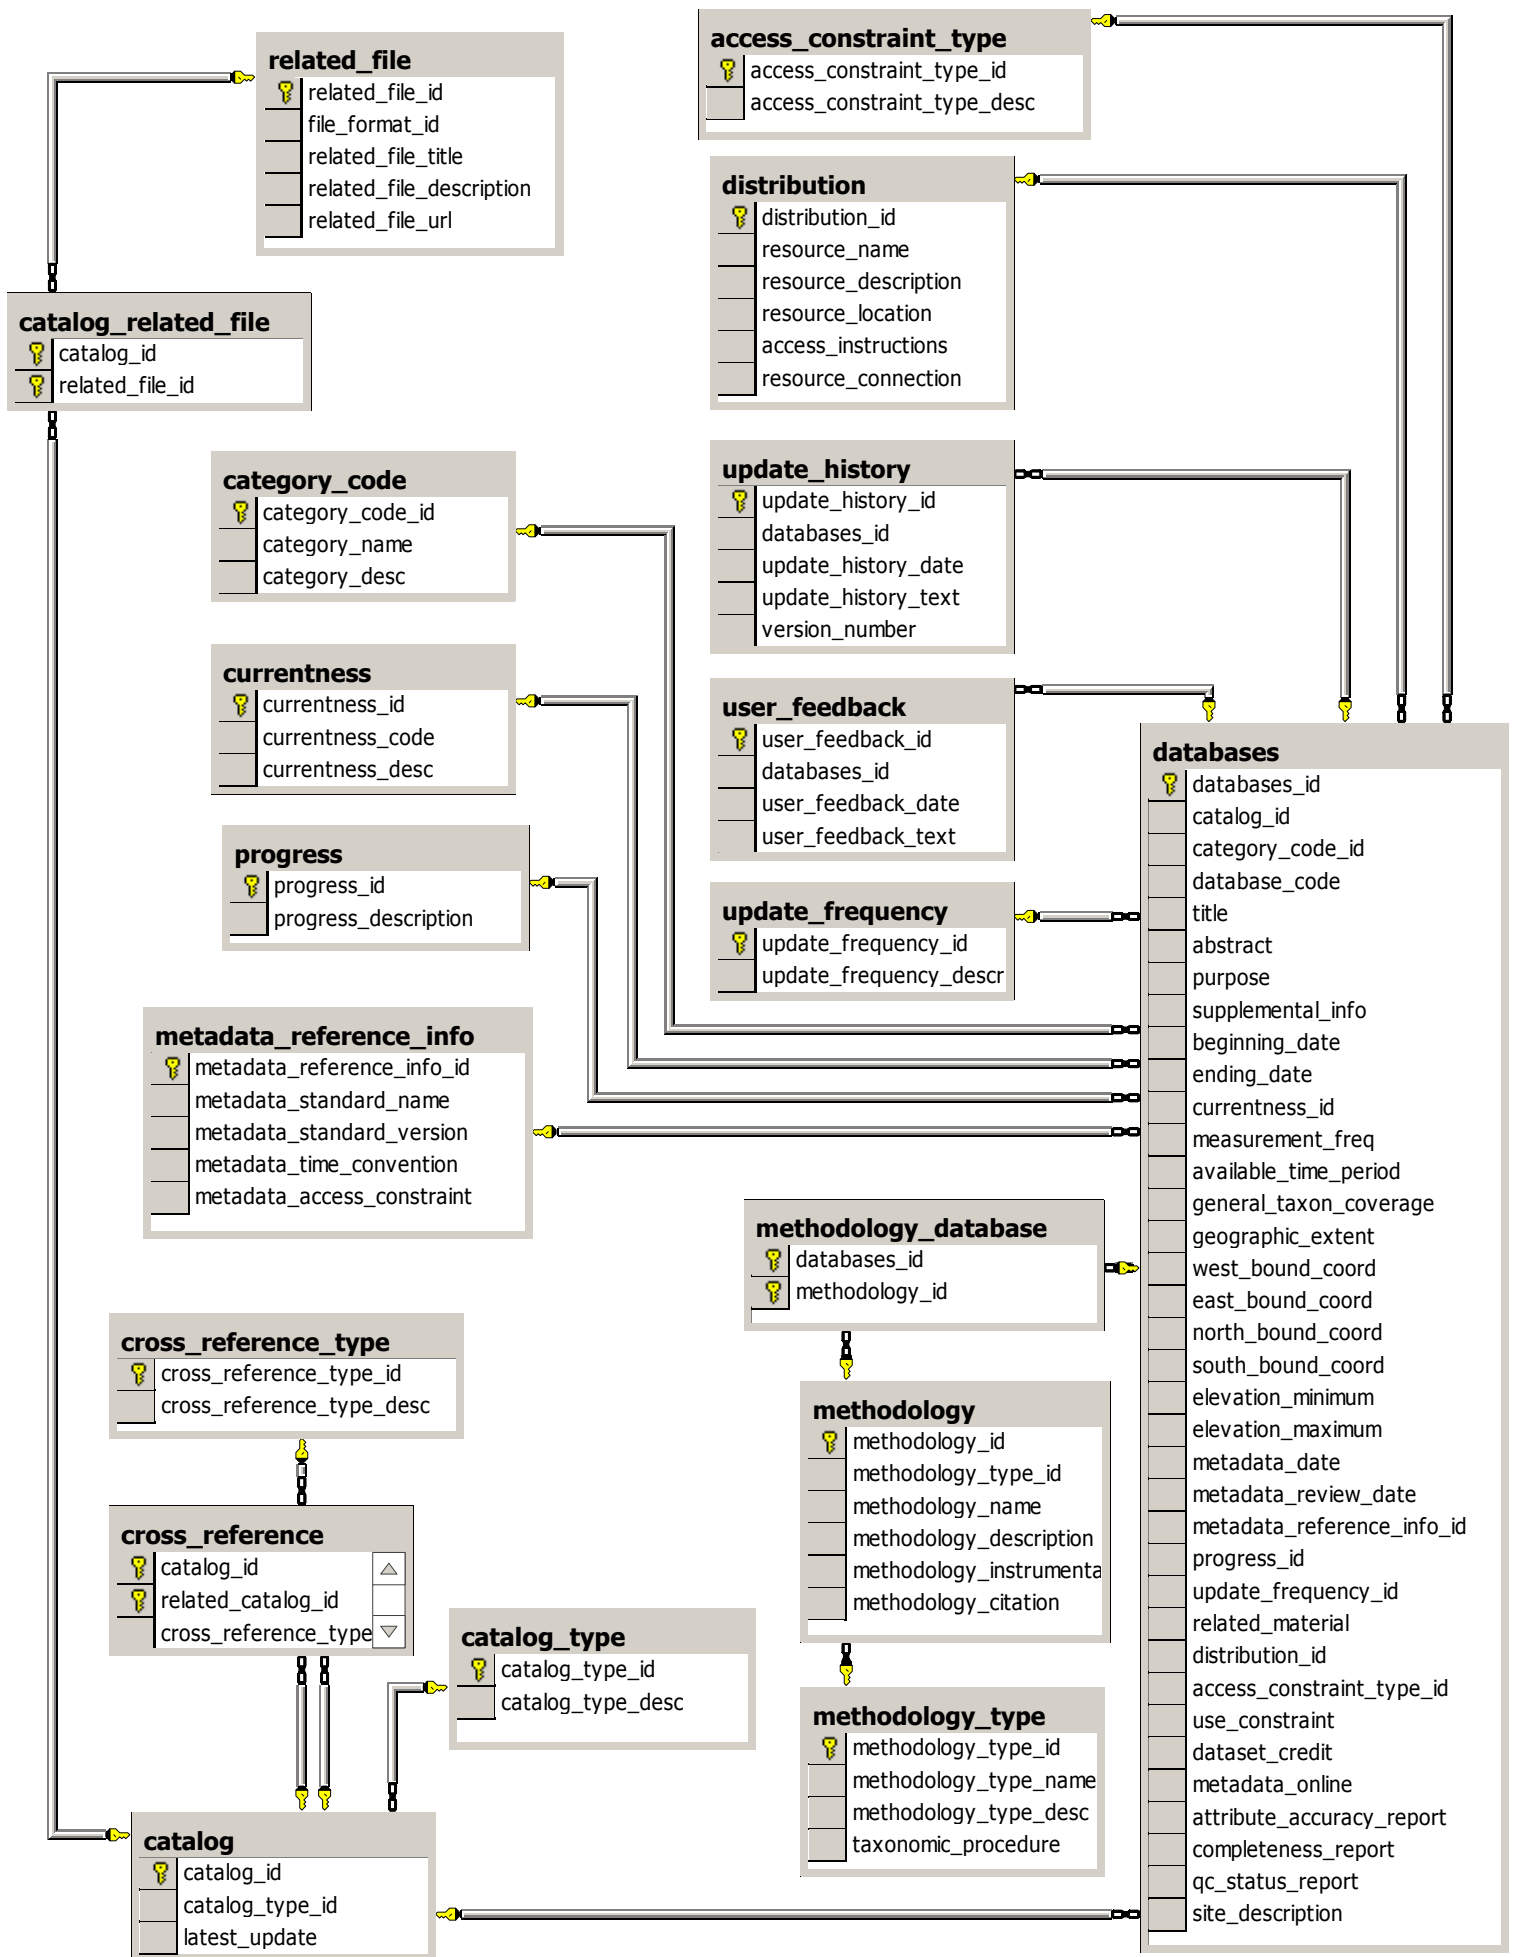 related_file
related_file_id
file_format_id
related_file_title
related_file_description
related_file_url
access_constraint_type
access_constraint_type_id
access_constraint_type_desc
distribution
distribution_id
resource_name
resource_description
resource_location
access_instructions
resource_connection
catalog_related_file
catalog_id
related_file_id
category_code
category_code_id
category_name
category_desc
update_history
update_history_id
databases_id
update_history_date
update_history_text
version_number
currentness
currentness_id
currentness_code
currentness_desc
user_feedback
user_feedback_id
databases_id
user_feedback_date
user_feedback_text
progress
progress_id
progress_description
update_frequency
update_frequency_id
update_frequency_descr
metadata_reference_info
metadata_reference_info_id
metadata_standard_name
metadata_standard_version
metadata_time_convention
metadata_access_constraint
databases
databases_id
catalog_id
category_code_id
database_code
title
abstract
purpose
supplemental_info
beginning_date
ending_date
currentness_id
measurement_freq
available_time_period
general_taxon_coverage
geographic_extent
west_bound_coord
east_bound_coord
north_bound_coord
south_bound_coord
elevation_minimum
elevation_maximum
metadata_date
metadata_review_date
metadata_reference_info_id
progress_id
update_frequency_id
related_material
distribution_id
access_constraint_type_id
use_constraint
dataset_credit
metadata_online
attribute_accuracy_report
completeness_report
qc_status_report
site_description
methodology_database
databases_id
methodology_id
cross_reference_type
cross_reference_type_id
cross_reference_type_desc
methodology
methodology_id
methodology_type_id
methodology_name
methodology_description
methodology_instrumenta
methodology_citation
cross_reference
catalog_id
related_catalog_id
cross_reference_type
catalog_type
catalog_type_id
catalog_type_desc
methodology_type
methodology_type_id
methodology_type_name
methodology_type_desc
taxonomic_procedure
catalog
catalog_id
catalog_type_id
latest_update